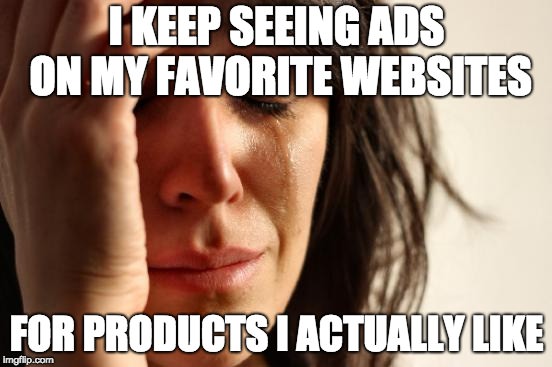 I KEEP SEEING ADS
ON MY FAVORITE WEBSITES
FOR PRODUCTS I ACTUALLY LIKE
imgflip.com